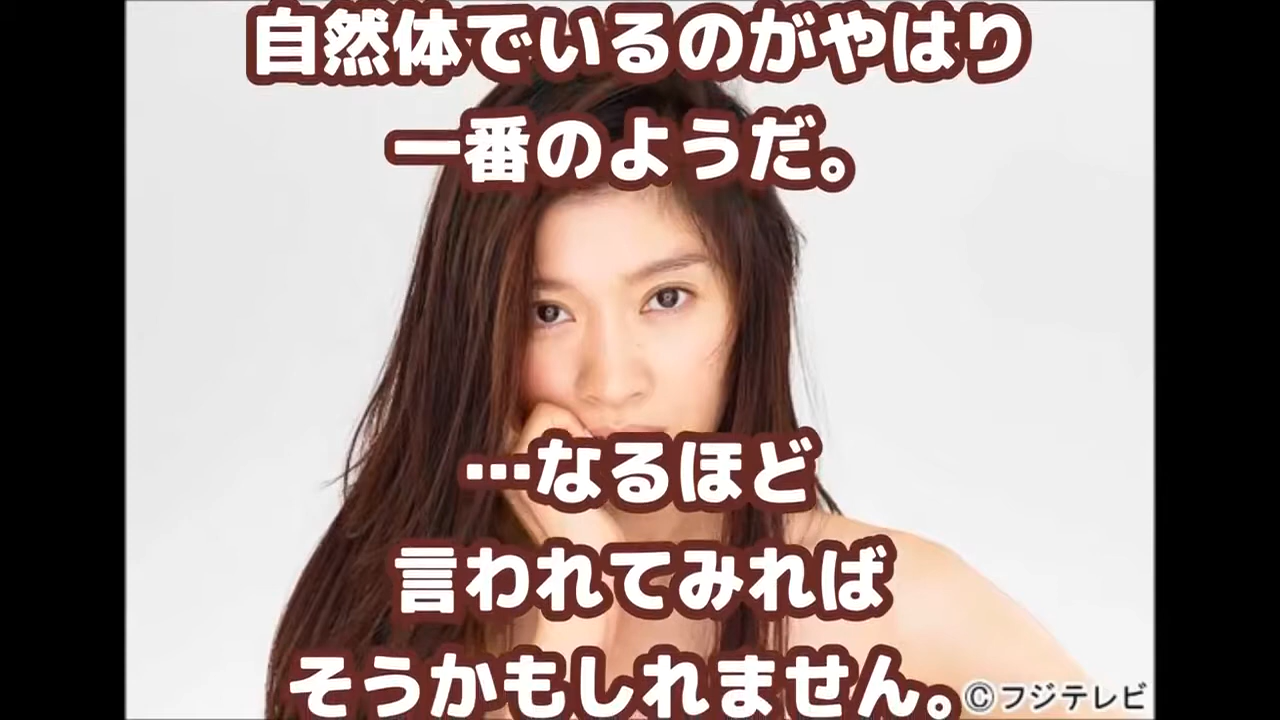 自然体でいるのがやはり
一番のようだ。
…なるほど
言われてみれば
そうかもしれません。
©フジテレビ